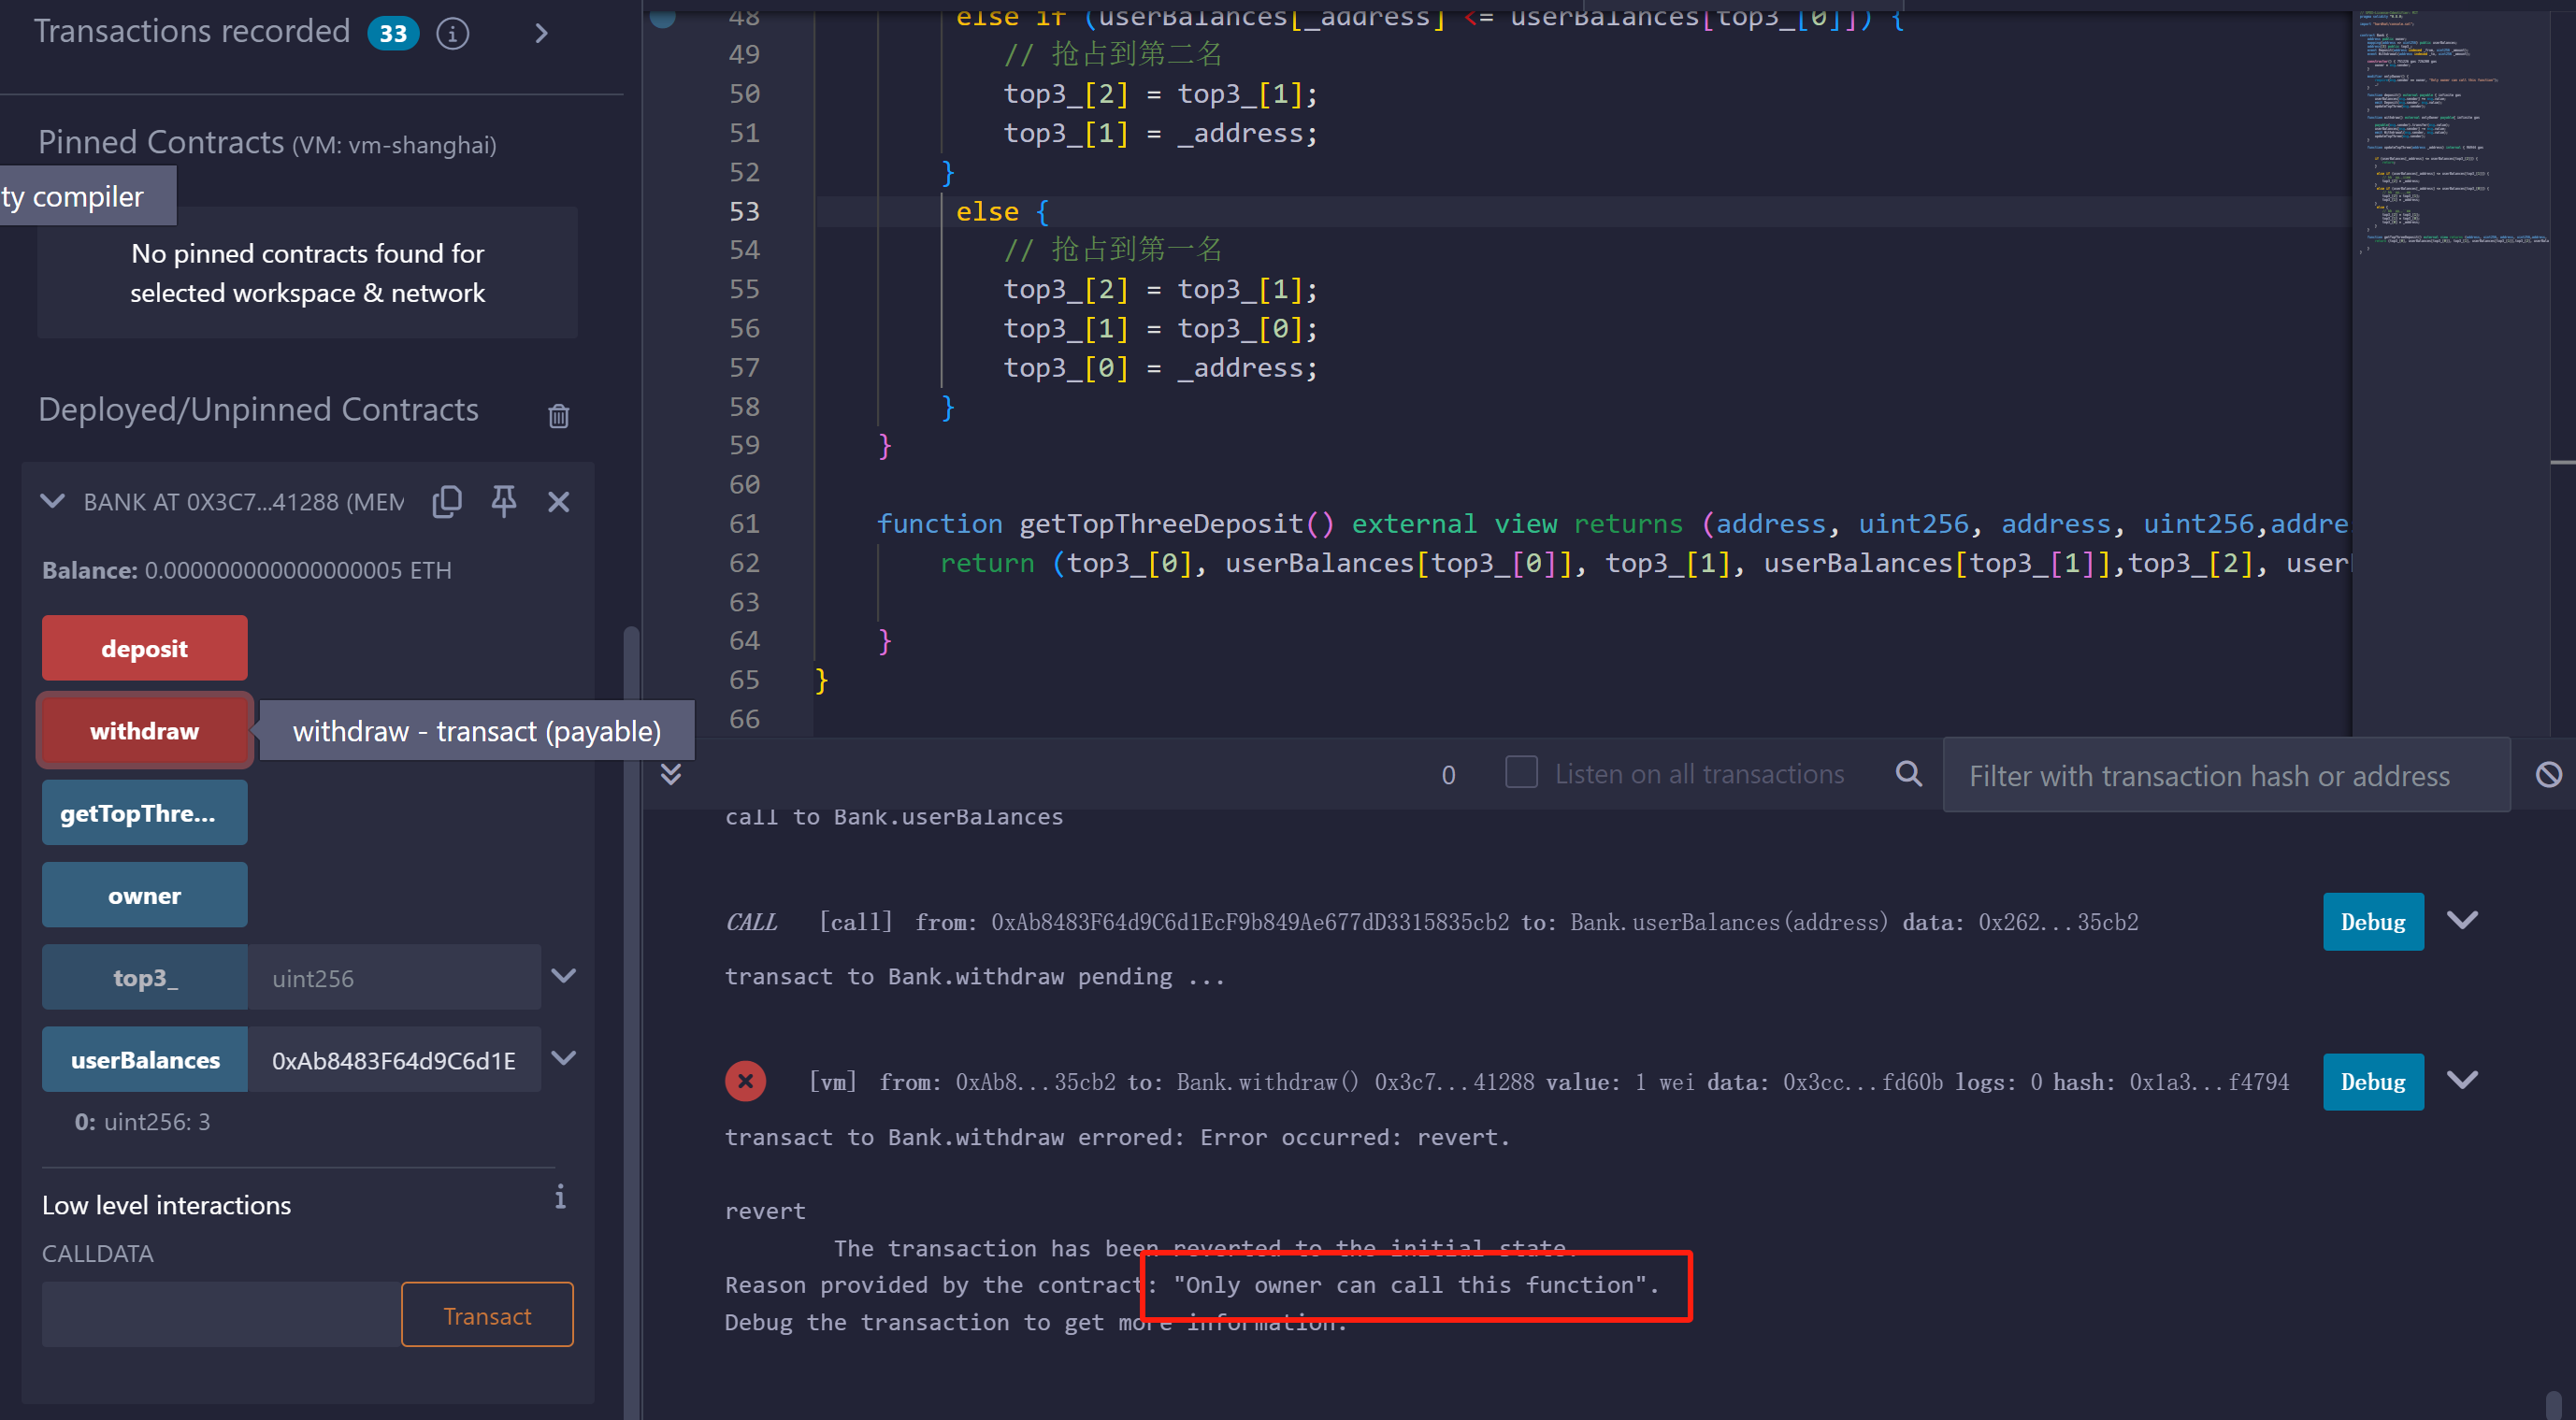 Transactions recorded 33
Pinned Contracts (VM: vm-shanghai)
ty compiler
No pinned contracts found for
selected workspace & network
Deployed/Unpinned Contracts
BANK AT 0X3C7...41288 (MEM
Balance: 0.000000000000000005 ETH
deposit
withdraw
withdraw - transact (payable)
getTopThre...
owner
top3_ uint256
userBalances 0xAb8483F64d9C6d1E
0: uint256: 3
Low level interactions
CALLDATA
Transact
48 else if (userBalances[_address] <= userBalances[top3_[0]]) {
49 // 抢占到第二名
50 top3_[2] = top3_[1];
51 top3_[1] = _address;
52 }
53 else {
54 // 抢占到第一名
55 top3_[2] = top3_[1];
56 top3_[1] = top3_[0];
57 top3_[0] = _address;
58 }
59 }
60
61 function getTopThreeDeposit() external view returns (address, uint256, address, uint256,addre
62 return (top3_[0], userBalances[top3_[0]], top3_[1], userBalances[top3_[1]],top3_[2], user
63
64 }
65 }
66
0 Listen on all transactions Filter with transaction hash or address
call to Bank.userBalances
CALL [call] from: 0xAb8483F64d9C6d1EcF9b849Ae677dD3315835cb2 to: Bank.userBalances(address) data: 0x262...35cb2 Debug
transact to Bank.withdraw pending ...
[vm] from: 0xAb8...35cb2 to: Bank.withdraw() 0x3c7...41288 value: 1 wei data: 0x3cc...fd60b logs: 0 hash: 0x1a3...f4794 Debug
transact to Bank.withdraw errored: Error occurred: revert.
revert
The transaction has been reverted to the initial state.
Reason provided by the contract: "Only owner can call this function".
Debug the transaction to get more information.